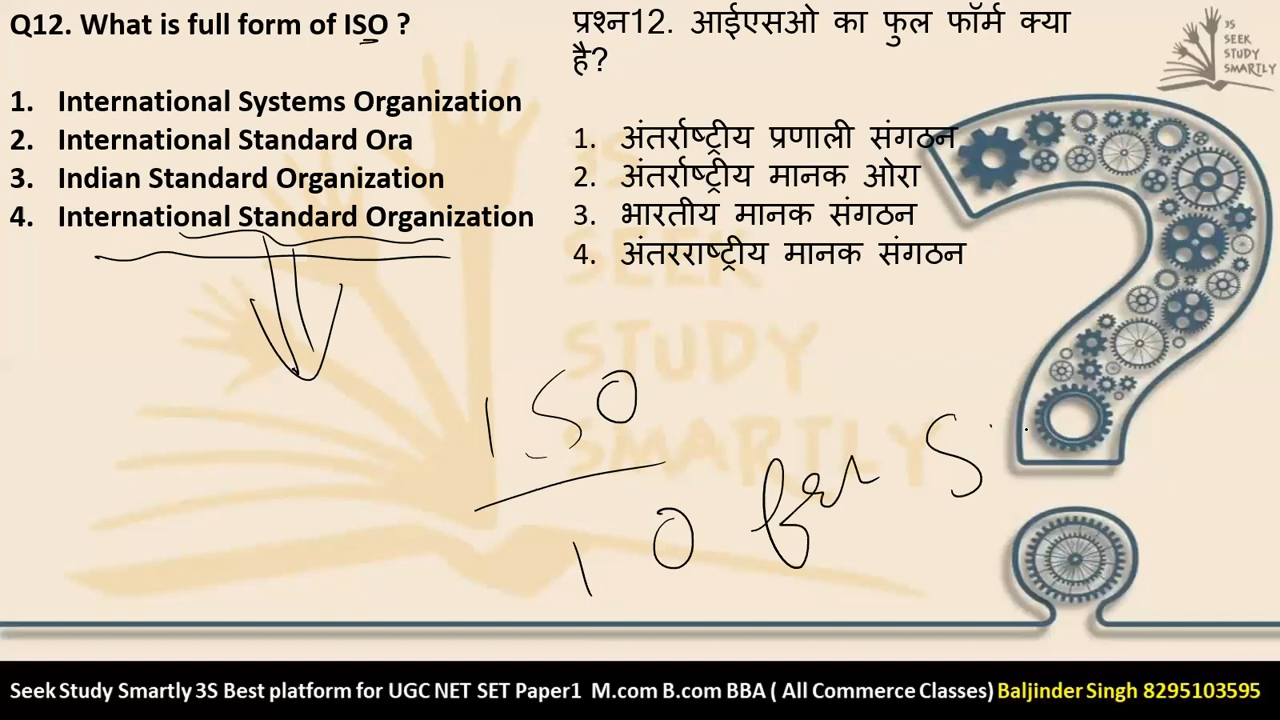 Q12. What is full form of ISO ?
1. International Systems Organization
2. International Standard Ora
3. Indian Standard Organization
4. International Standard Organization
प्रश्न12. आईएसओ का फुल फॉर्म क्या
है?
1. अंतर्राष्ट्रीय प्रणाली संगठन
2. अंतर्राष्ट्रीय मानक ओरा
3. भारतीय मानक संगठन
4. अंतरराष्ट्रीय मानक संगठन
3S
SEEK
STUDY
SMARTLY
3S
SEEK
STUDY
SMARTLY
ISO
Seek Study Smartly 3S Best platform for UGC NET SET Paper1 M.com B.com BBA ( All Commerce Classes) Baljinder Singh 8295103595